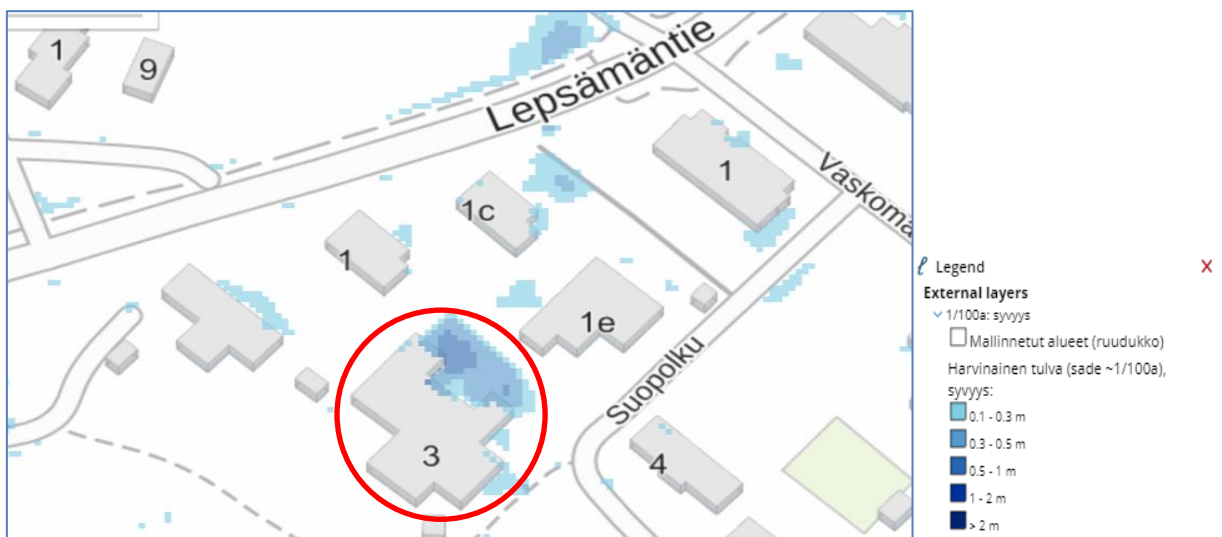 1
9
Lepsämäntie
1
Vaskomä
1c
1
1e
Suopolku
3
4
Legend
X
External layers
1/100a: syvyys
Mallinnetut alueet (ruudukko)
Harvinainen tulva (sade ~1/100a),
syvyys:
0.1 - 0.3 m
0.3 - 0.5 m
0.5 - 1 m
1 - 2 m
> 2 m